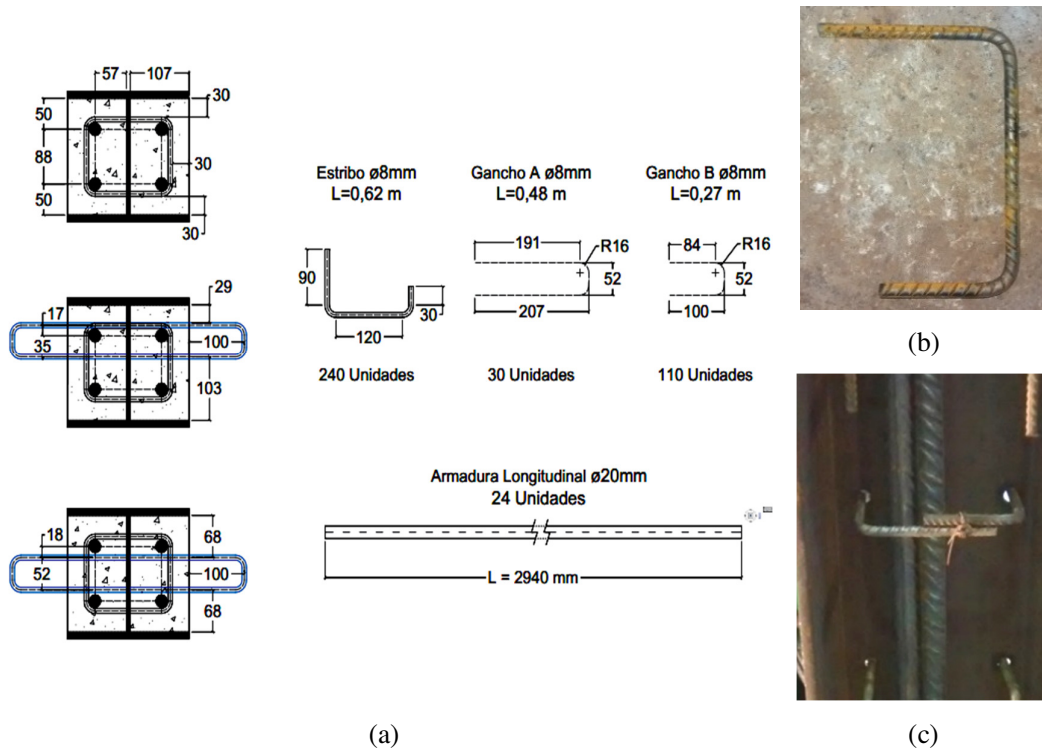 57
107
30
50
88
50
30
30
Estribo ø8mm
L=0,62 m
90
120
30
240 Unidades
Gancho A ø8mm
L=0,48 m
191
R16
52
207
30 Unidades
Gancho B ø8mm
L=0,27 m
84
R16
52
100
110 Unidades
29
17
35
100
103
18
52
68
100
68
Armadura Longitudinal ø20mm
24 Unidades
L = 2940 mm
(a)
(b)
(c)